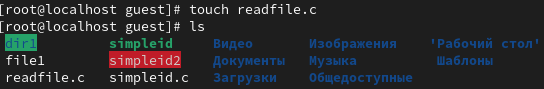 [root@localhost guest]# touch readfile.c
[root@localhost guest]# ls
dir1 simpleid Видео Изображения 'Рабочий стол'
file1 simpleid2 Документы Музыка Шаблоны
readfile.c simpleid.c Загрузки Общедоступные